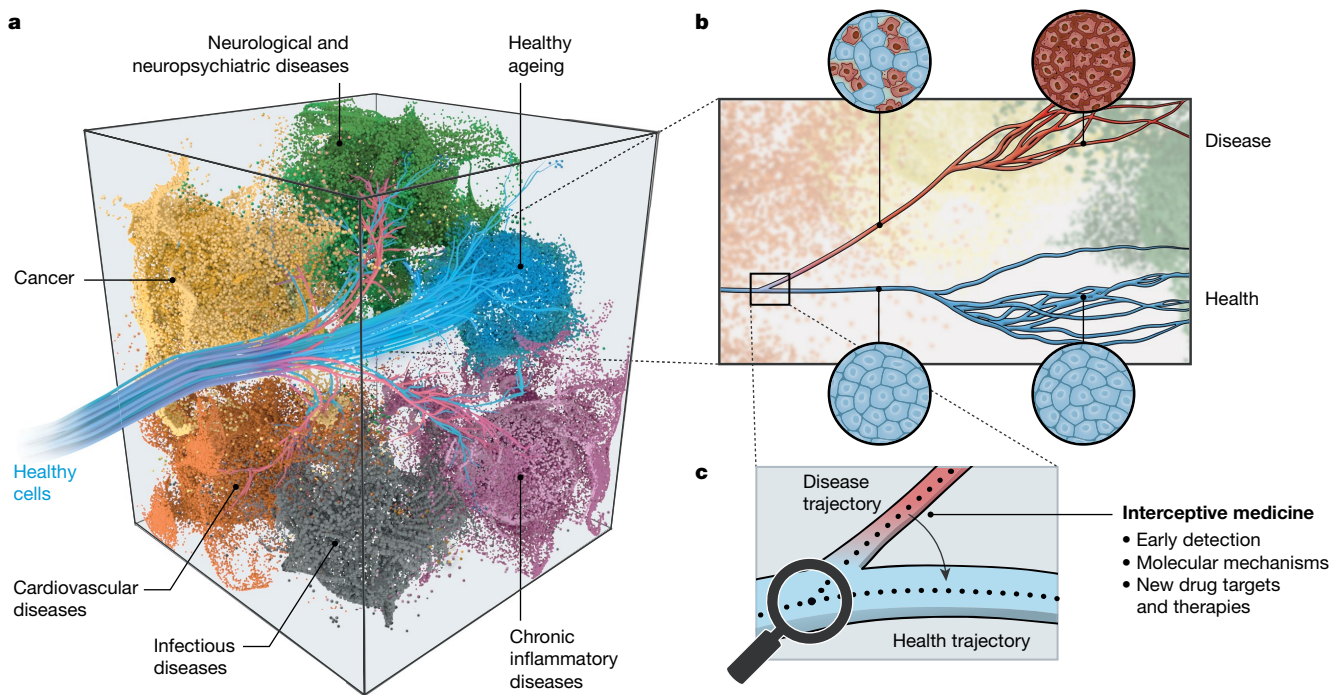 a
Neurological and
neuropsychiatric diseases
Healthy
ageing
Cancer
Healthy
cells
Cardiovascular
diseases
Infectious
diseases
Chronic
inflammatory
diseases
b
Disease
Health
c
Disease
trajectory
Health trajectory
Interceptive medicine
• Early detection
• Molecular mechanisms
• New drug targets
and therapies